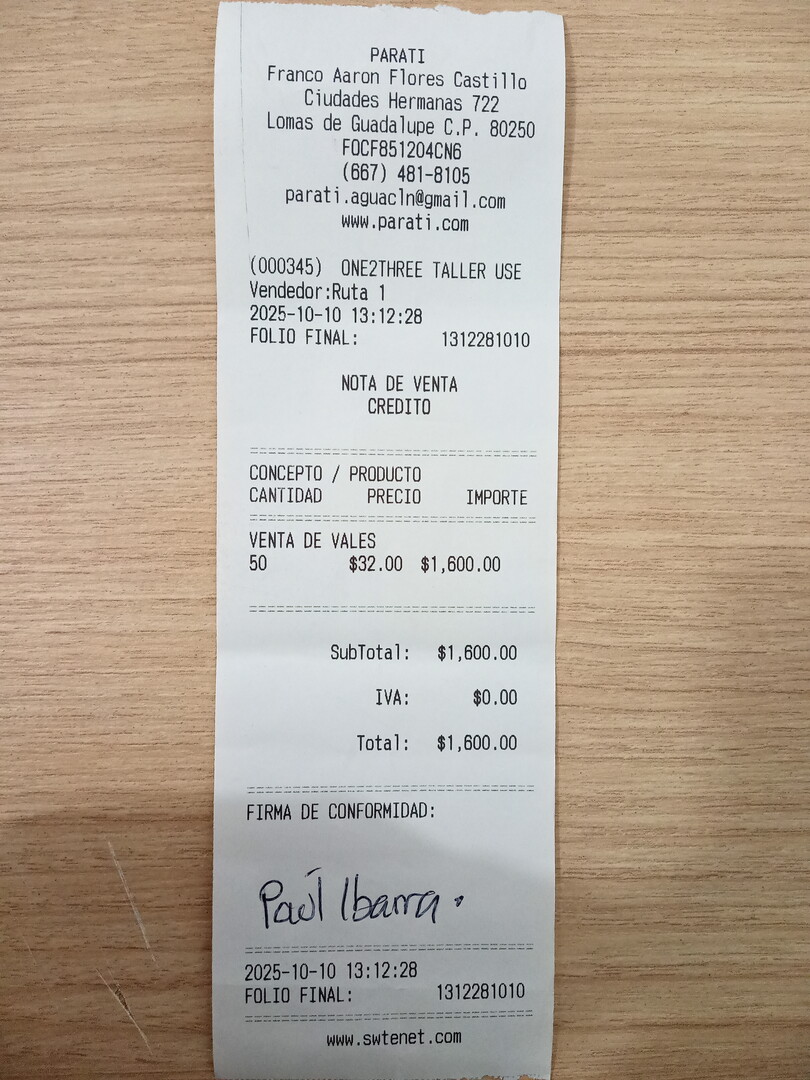 PARATI
Franco Aaron Flores Castillo
Ciudades Hermanas 722
Lomas de Guadalupe C.P. 80250
FOCF851204CN6
(667) 481-8105
parati.aguacln@gmail.com
www.parati.com
(000345) ONE2THREE TALLER USE
Vendedor:Ruta 1
2025-10-10 13:12:28
FOLIO FINAL: 1312281010
NOTA DE VENTA
CREDITO
CONCEPTO / PRODUCTO
CANTIDAD PRECIO IMPORTE
VENTA DE VALES
50 $32.00 $1,600.00
SubTotal: $1,600.00
IVA: $0.00
Total: $1,600.00
FIRMA DE CONFORMIDAD:
Paúl Ibarra.
2025-10-10 13:12:28
FOLIO FINAL: 1312281010
www.swtenet.com